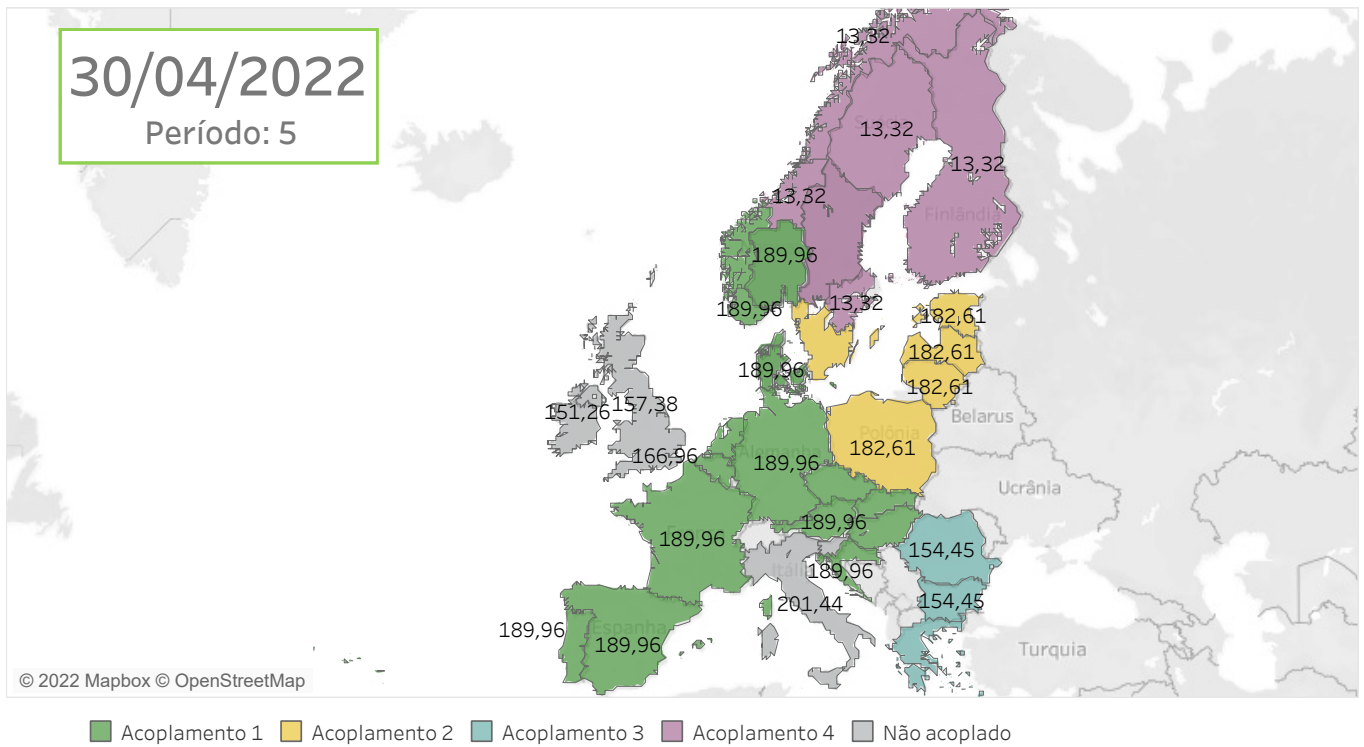 30/04/2022
Período: 5
13,32
13,32
13,32
13,32
Finlândia
189,96
189,96
13,32
182,61
182,61
189,96
182,61
151,26
157,38
Belarus
Polônia
182,61
166,96
189,96
Ucrânia
189,96
189,96
154,45
189,96
201,44
154,45
189,96
Espanha
189,96
Turquia
© 2022 Mapbox © OpenStreetMap
Acoplamento 1
Acoplamento 2
Acoplamento 3
Acoplamento 4
Não acoplado